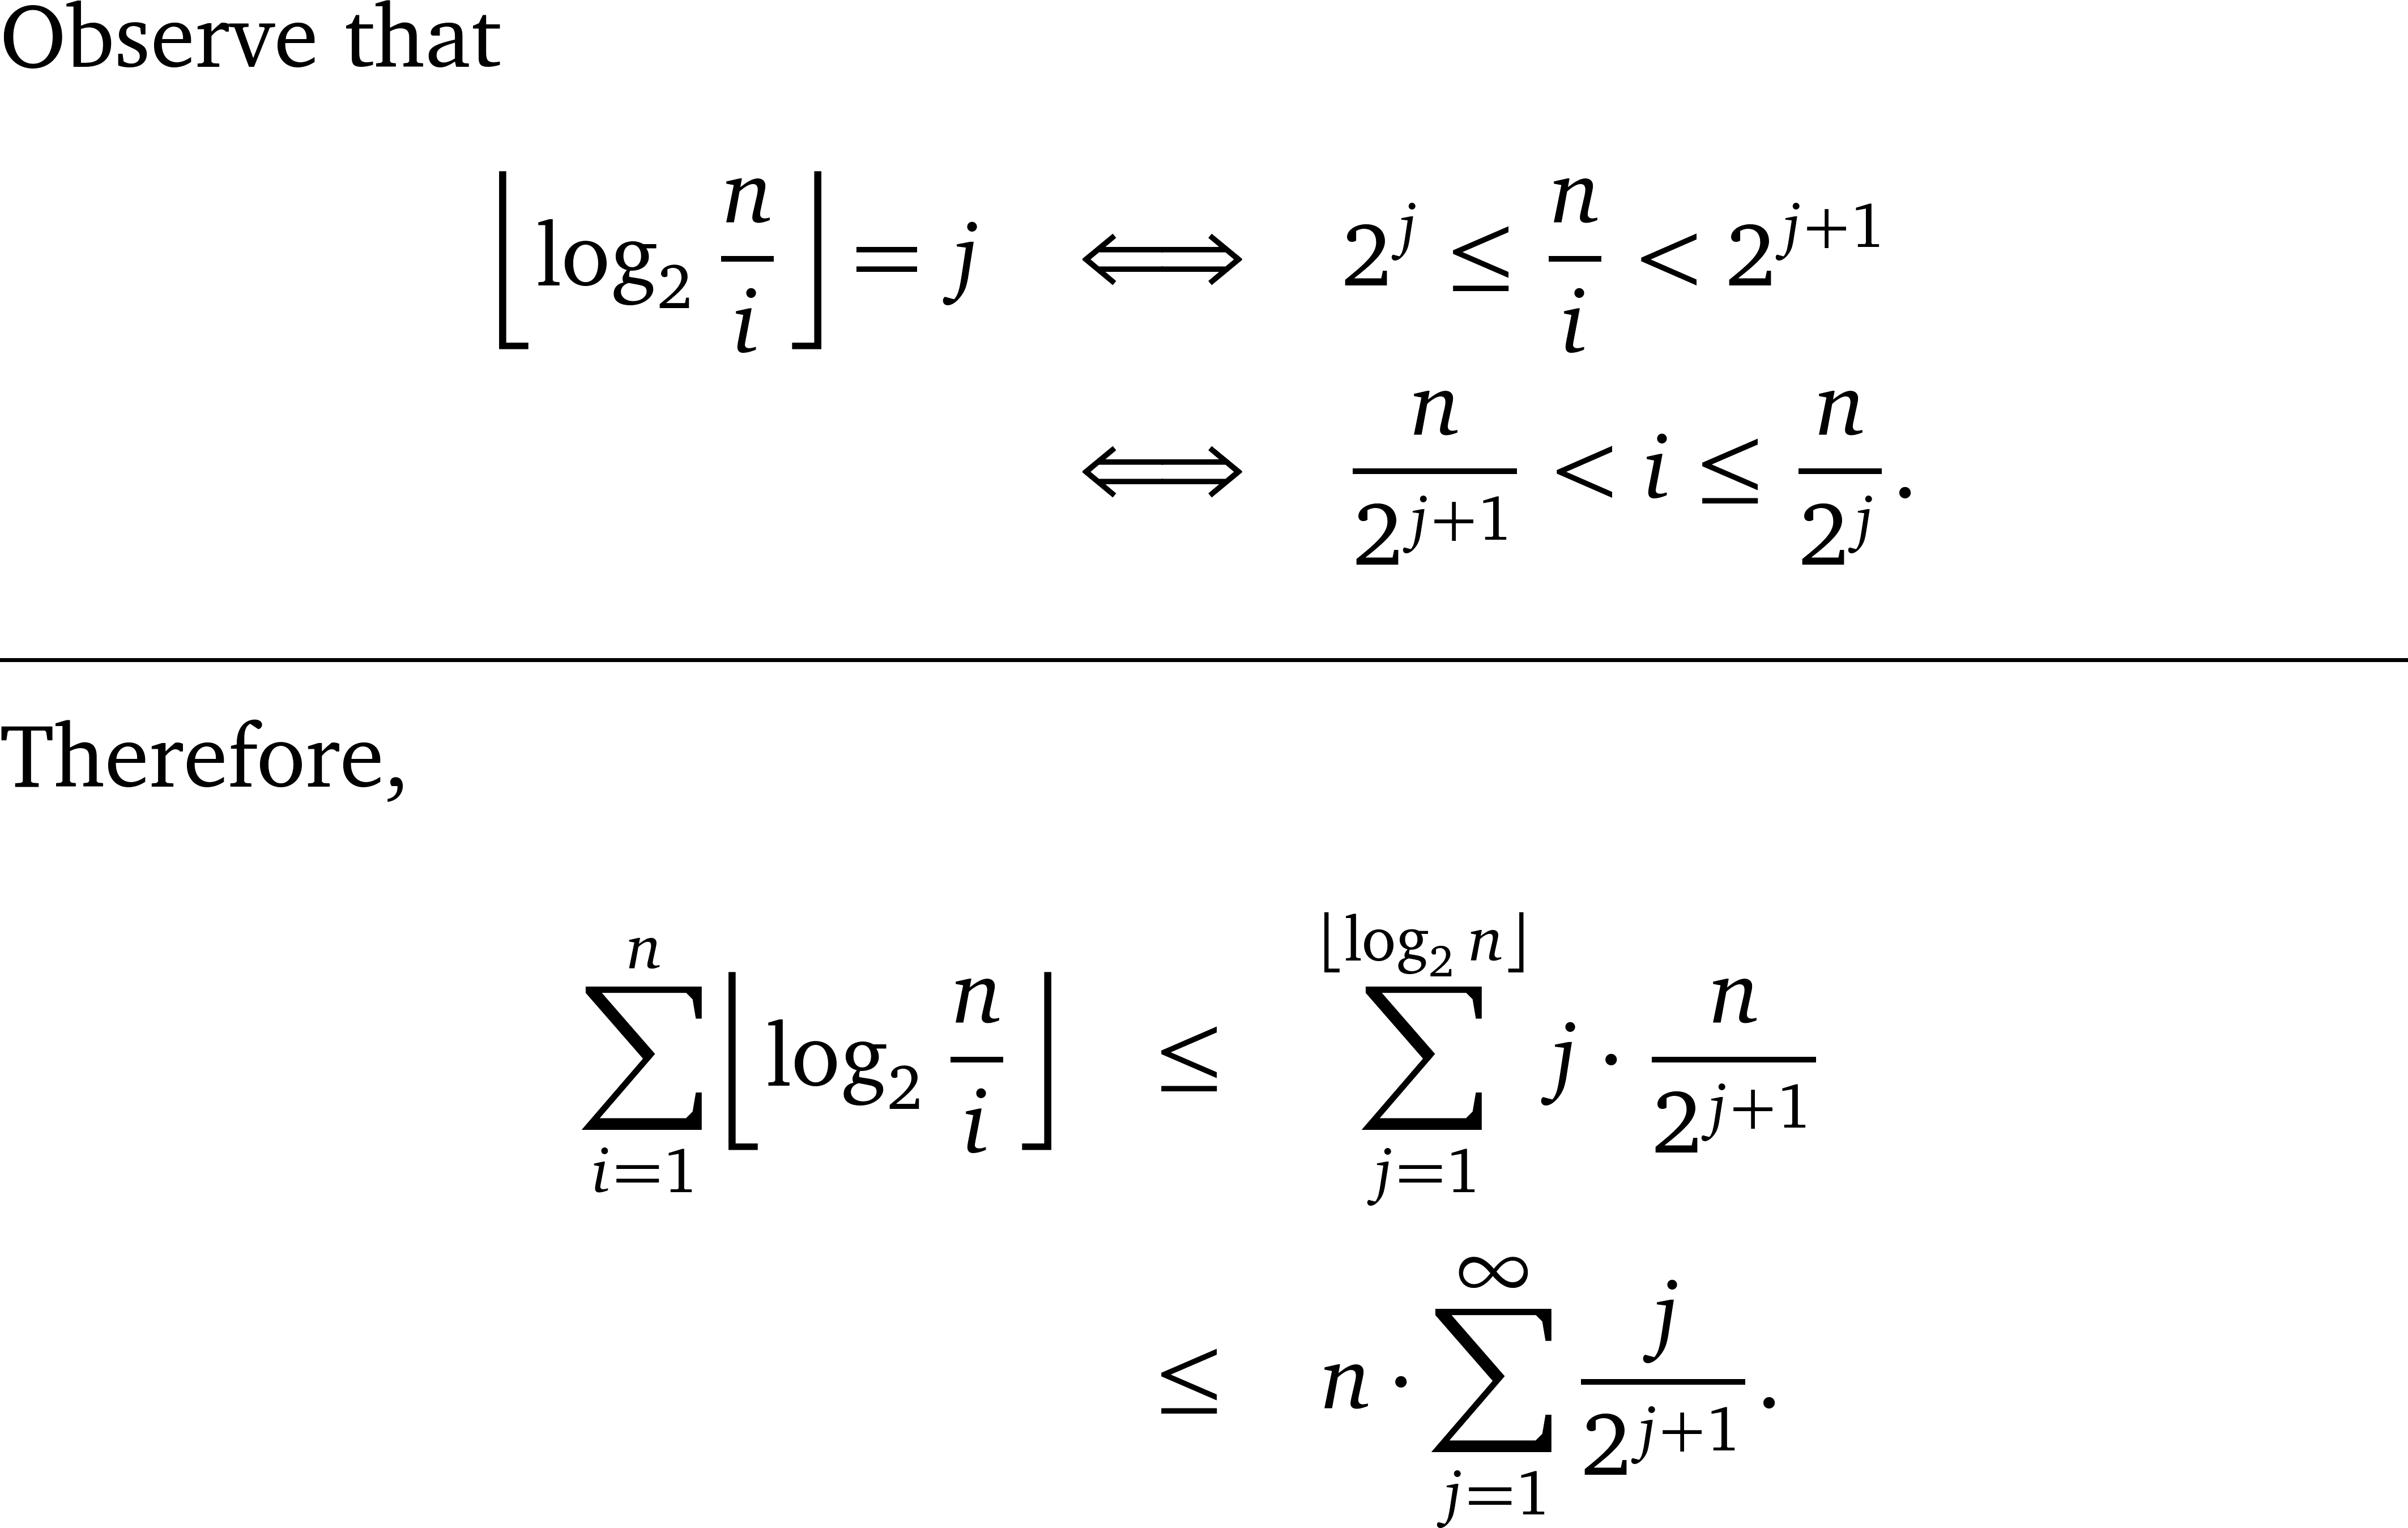 Observe that
⌊log₂ n/i⌋ = j ⟺ 2^j ≤ n/i < 2^{j+1}
⟺ n/2^{j+1} < i ≤ n/2^j.
Therefore,
∑_{i=1}^{n} ⌊log₂ n/i⌋ ≤ ∑_{j=1}^{⌊log₂ n⌋} j · n/2^{j+1}
≤ n · ∑_{j=1}^{∞} j/2^{j+1}.